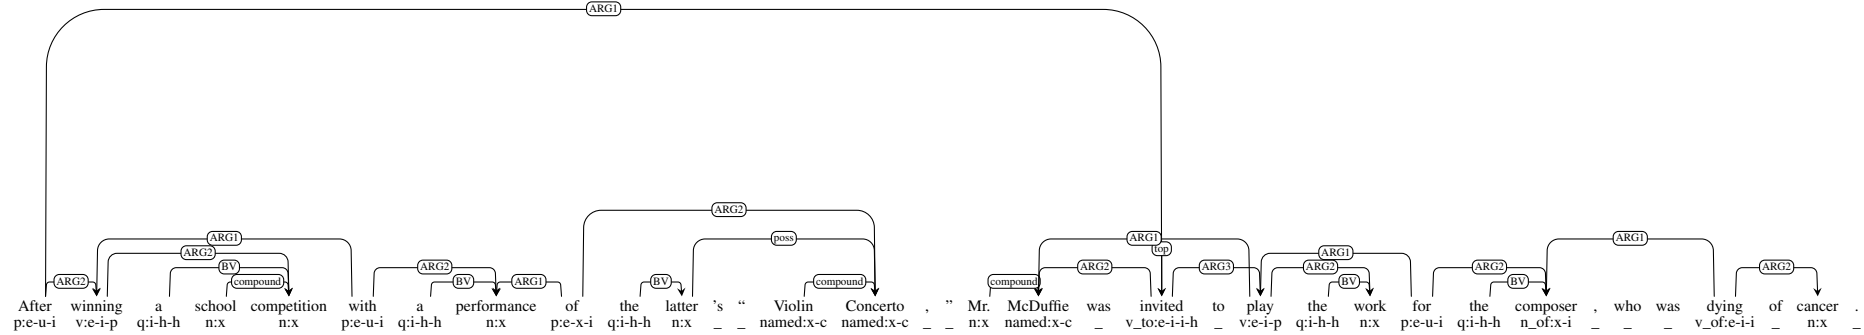 ARG1
ARG2
ARG1 poss ARG1 top ARG1
ARG2 ARG1
BV ARG2 ARG2 ARG3 ARG2 ARG2 ARG2
ARG2 compound BV ARG1 BV compound compound BV BV
After winning a school competition with a performance of the latter 's “ Violin Concerto , ” Mr. McDuffie was invited to play the work for the composer , who was dying of cancer .
p:e-u-i v:e-i-p q:i-h-h n:x n:x p:e-u-i q:i-h-h n:x p:e-x-i q:i-h-h n:x _ _ named:x-c named:x-c _ _ n:x named:x-c _ v_to:e-i-i-h _ v:e-i-p q:i-h-h n:x p:e-u-i q:i-h-h n_of:x-i _ _ _ v_of:e-i-i _ n:x _